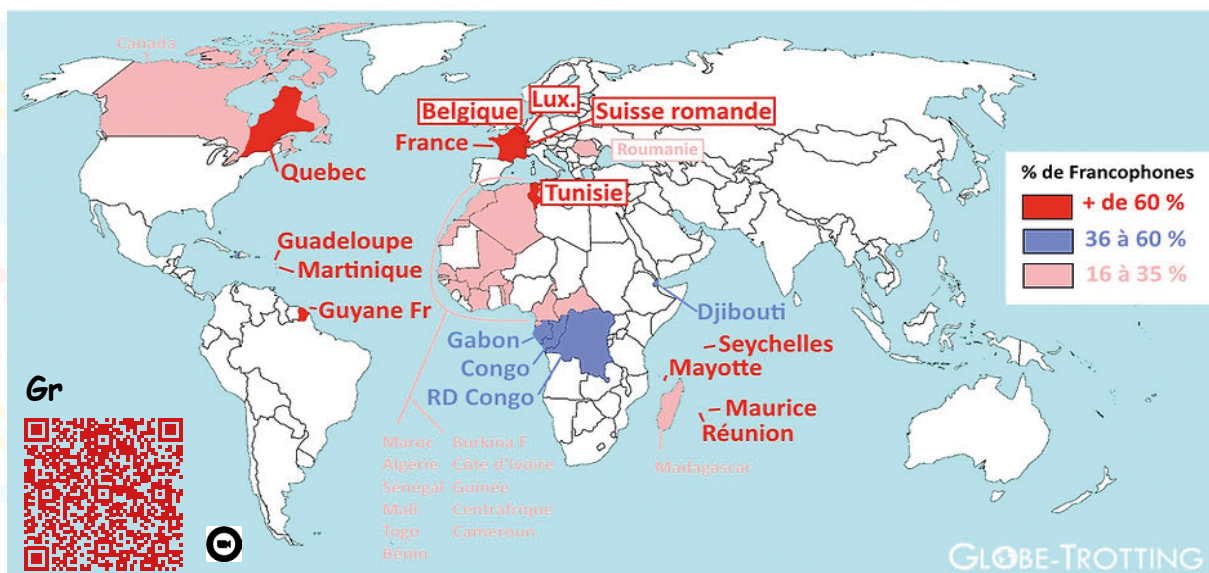 Canada
Belgique
Lux.
Suisse romande
France
Roumanie
Quebec
Tunisie
% de Francophones
+ de 60 %
36 à 60 %
16 à 35 %
Guadeloupe
Martinique
Guyane Fr
Djibouti
Gabon
Congo
RD Congo
Seychelles
Mayotte
Maurice
Réunion
Madagascar
Gr
Maroc
Algérie
Sénégal
Mali
Togo
Bénin
Burkina F
Côte d'Ivoire
Guinée
Centrafrique
Cameroun
GLOBE-TROTTING